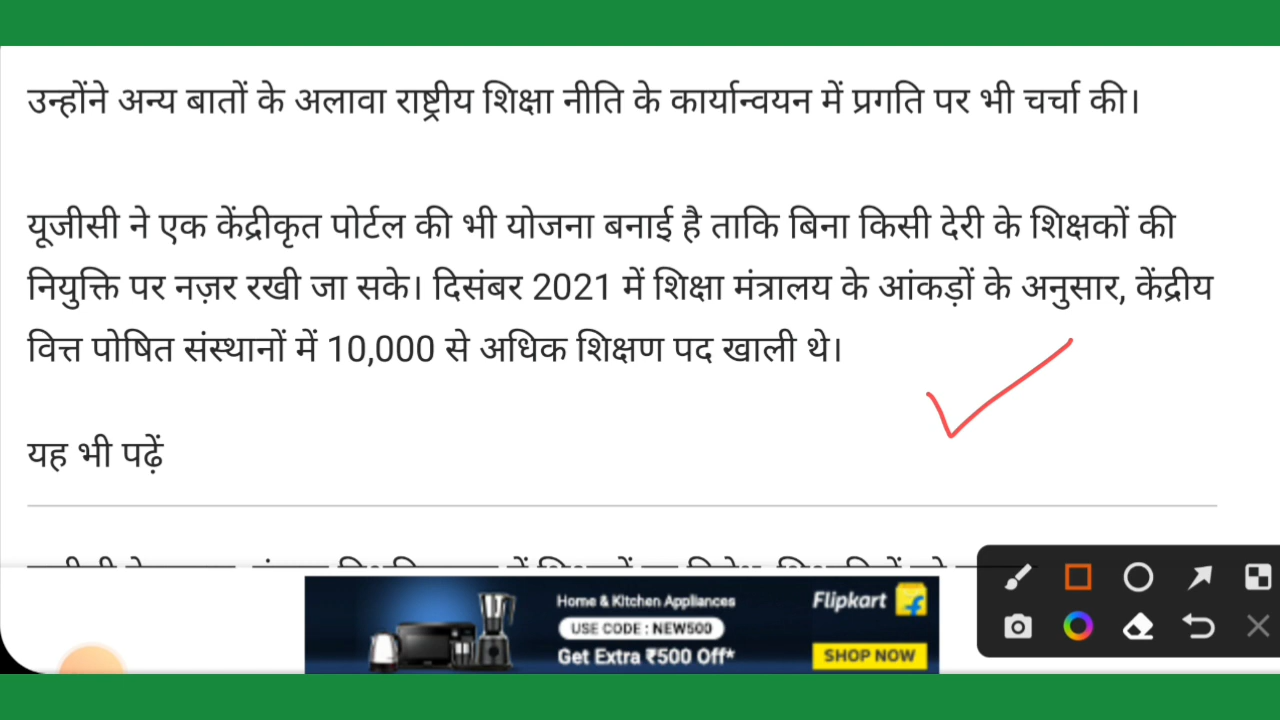 उन्होंने अन्य बातों के अलावा राष्ट्रीय शिक्षा नीति के कार्यान्वयन में प्रगति पर भी चर्चा की।
यूजीसी ने एक केंद्रीकृत पोर्टल की भी योजना बनाई है ताकि बिना किसी देरी के शिक्षकों की
नियुक्ति पर नज़र रखी जा सके। दिसंबर 2021 में शिक्षा मंत्रालय के आंकड़ों के अनुसार, केंद्रीय
वित्त पोषित संस्थानों में 10,000 से अधिक शिक्षण पद खाली थे।
यह भी पढ़ें
Home & Kitchen Appliances
USE CODE : NEW500
Get Extra ₹500 Off*
Flipkart
SHOP NOW